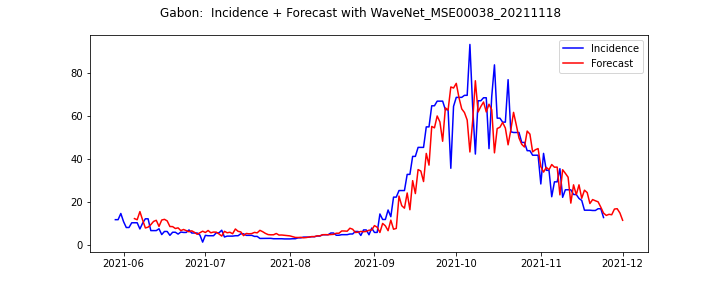 Gabon:  Incidence + Forecast with WaveNet_MSE00038_20211118
Incidence
Forecast
80
60
40
20
0
2021-06 2021-07 2021-08 2021-09 2021-10 2021-11 2021-12